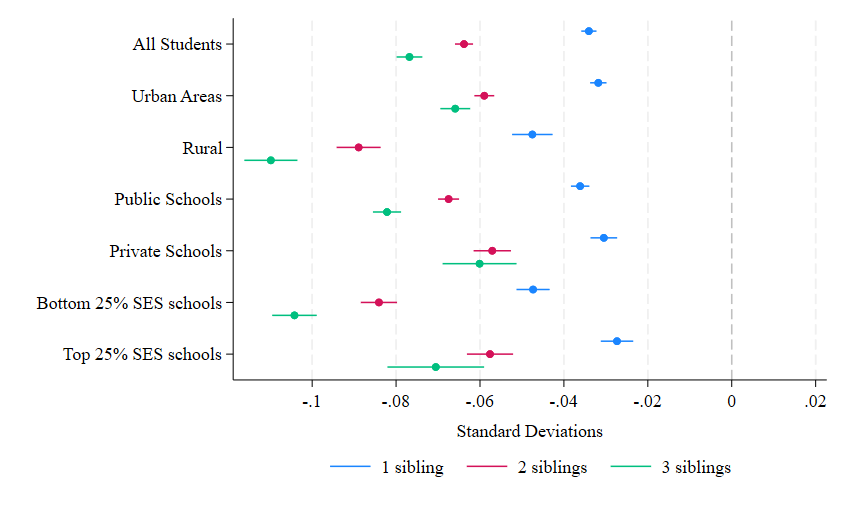 All Students
Urban Areas
Rural
Public Schools
Private Schools
Bottom 25% SES schools
Top 25% SES schools
-.1 -.08 -.06 -.04 -.02 0 .02
Standard Deviations
1 sibling 2 siblings 3 siblings